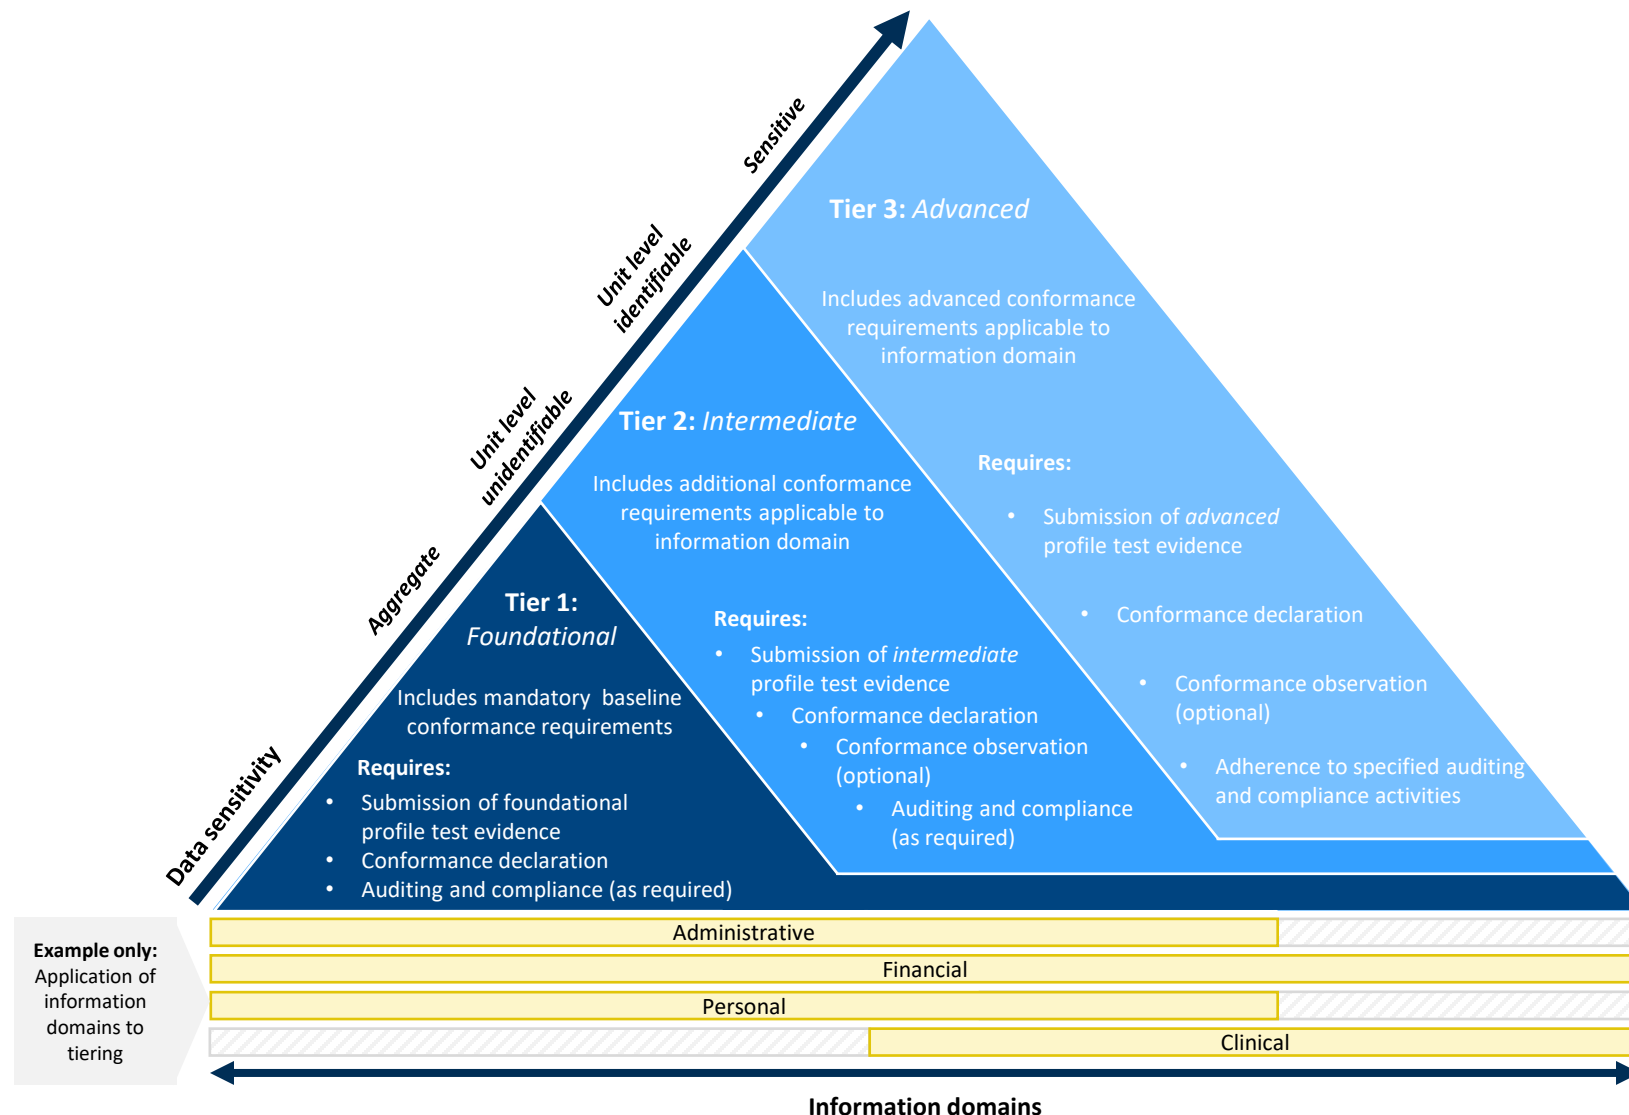 Sensitive
Unit level
identifiable
Unit level
unidentifiable
Aggregate
Data sensitivity
Tier 3: Advanced
Includes advanced conformance
requirements applicable to
information domain
Requires:
• Submission of advanced
profile test evidence
• Conformance declaration
• Conformance observation
(optional)
• Adherence to specified auditing
and compliance activities
Tier 2: Intermediate
Includes additional conformance
requirements applicable to
information domain
Requires:
• Submission of intermediate
profile test evidence
• Conformance declaration
• Conformance observation
(optional)
• Auditing and compliance
(as required)
Tier 1:
Foundational
Includes mandatory baseline
conformance requirements
Requires:
• Submission of foundational
profile test evidence
• Conformance declaration
• Auditing and compliance (as required)
Example only:
Application of
information
domains to
tiering
Administrative
Financial
Personal
Clinical
Information domains